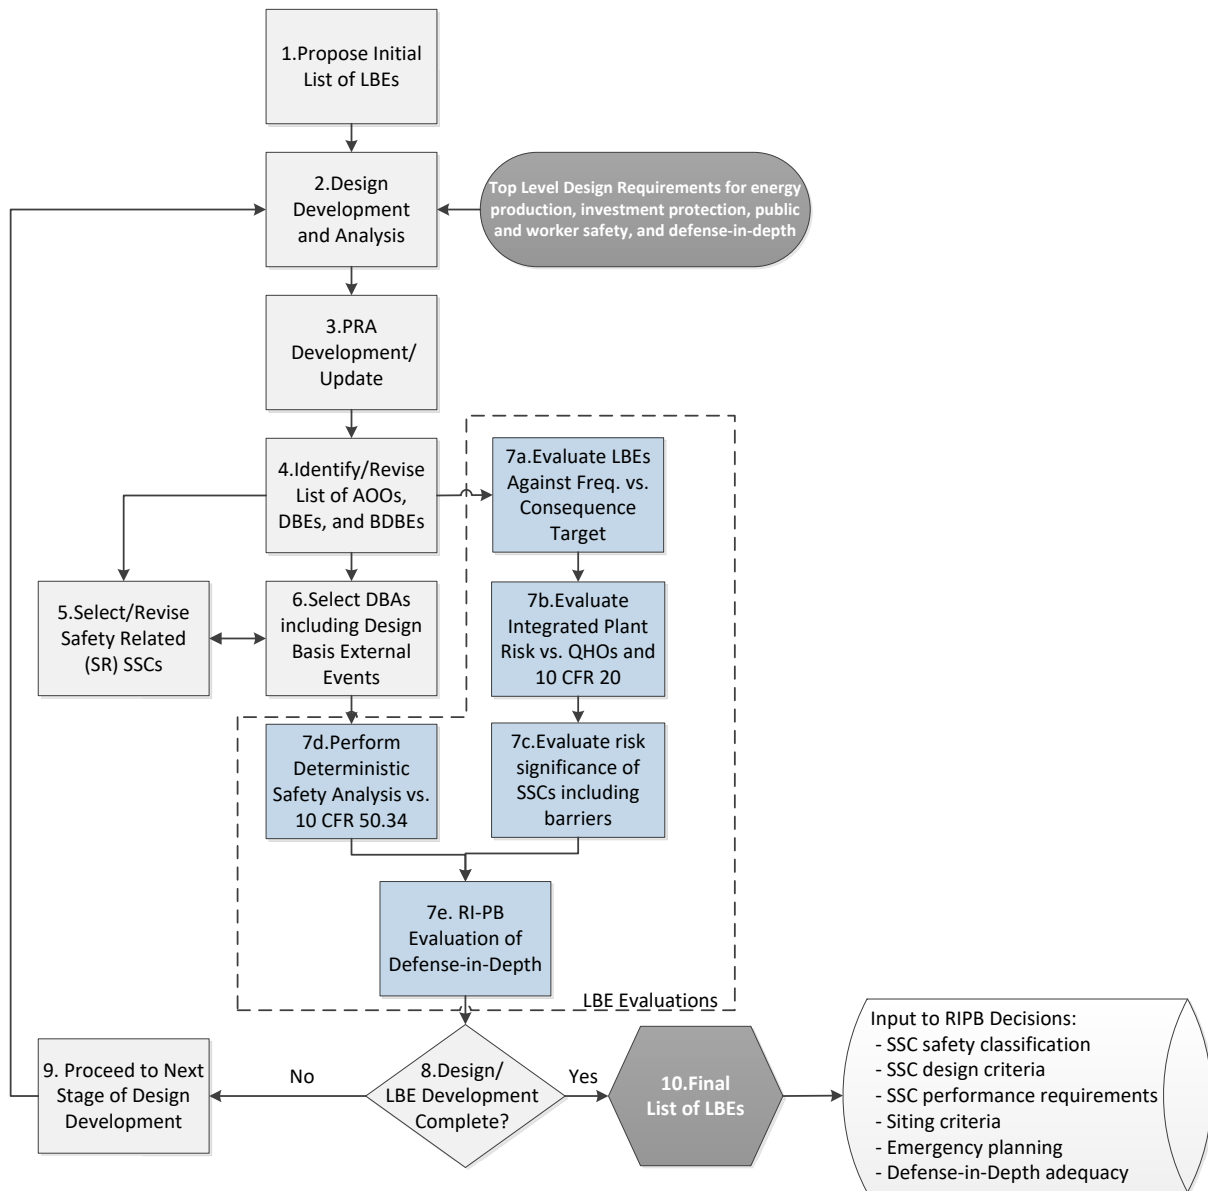 1.Propose Initial
List of LBEs
2.Design
Development
and Analysis
Top Level Design Requirements for energy
production, investment protection, public
and worker safety, and defense-in-depth
3.PRA
Development/
Update
4.Identify/Revise
List of AOOs,
DBEs, and BDBEs
7a.Evaluate LBEs
Against Freq. vs.
Consequence
Target
5.Select/Revise
Safety Related
(SR) SSCs
6.Select DBAs
including Design
Basis External
Events
7b.Evaluate
Integrated Plant
Risk vs. QHOs and
10 CFR 20
7d.Perform
Deterministic
Safety Analysis vs.
10 CFR 50.34
7c.Evaluate risk
significance of
SSCs including
barriers
7e. RI-PB
Evaluation of
Defense-in-Depth
LBE Evaluations
9. Proceed to Next
Stage of Design
Development
No
8.Design/
LBE Development
Complete?
Yes
10.Final
List of LBEs
Input to RIPB Decisions:
- SSC safety classification
- SSC design criteria
- SSC performance requirements
- Siting criteria
- Emergency planning
- Defense-in-Depth adequacy